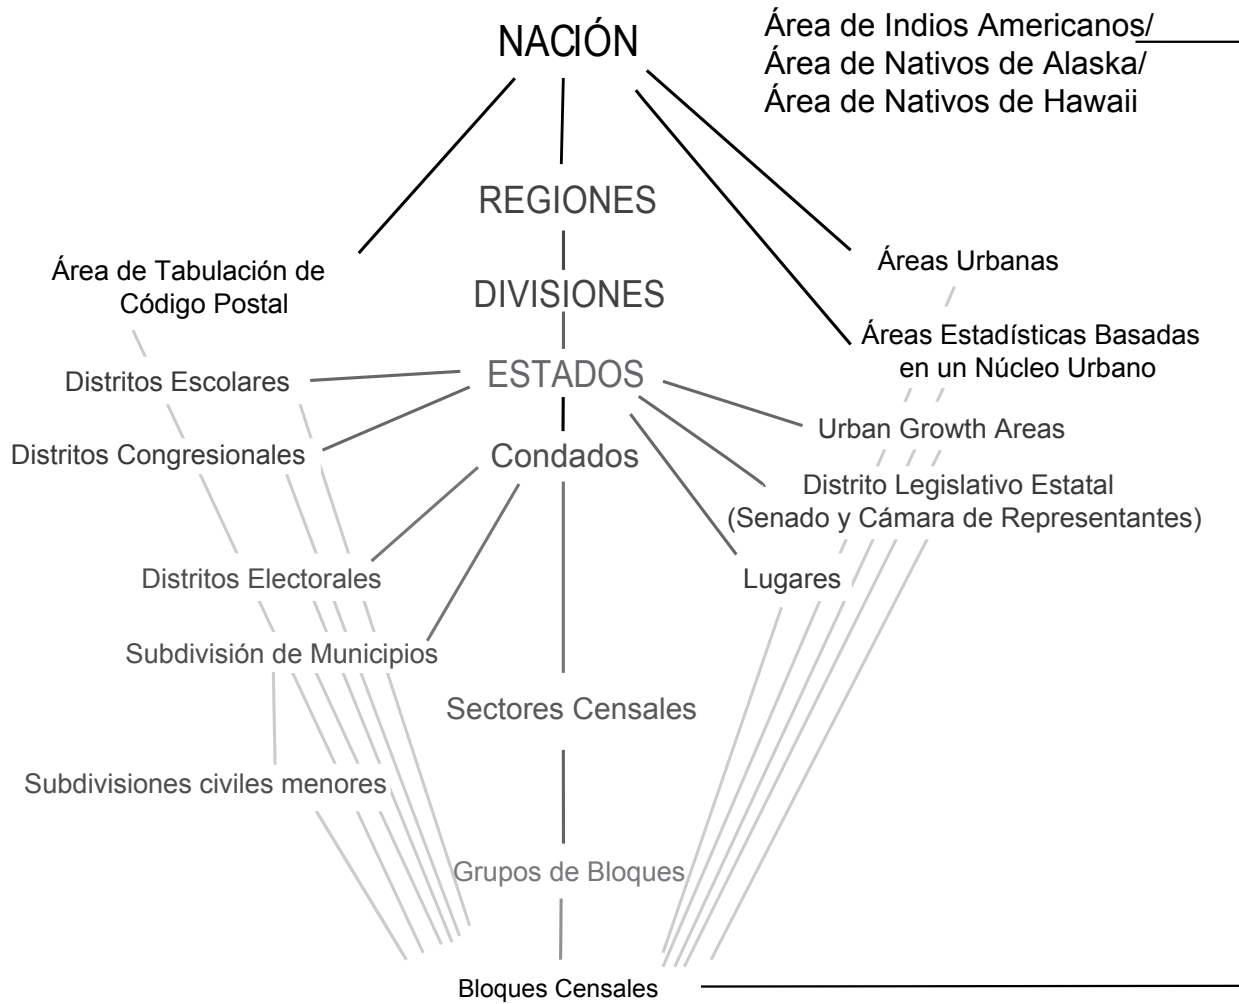 NACIÓN
Área de Indios Americanos/
Área de Nativos de Alaska/
Área de Nativos de Hawaii
REGIONES
Área de Tabulación de
Código Postal
DIVISIONES
Áreas Urbanas
Áreas Estadísticas Basadas
en un Núcleo Urbano
Distritos Escolares
ESTADOS
Urban Growth Areas
Distritos Congresionales
Condados
Distrito Legislativo Estatal
(Senado y Cámara de Representantes)
Distritos Electorales
Lugares
Subdivisión de Municipios
Sectores Censales
Subdivisiones civiles menores
Grupos de Bloques
Bloques Censales